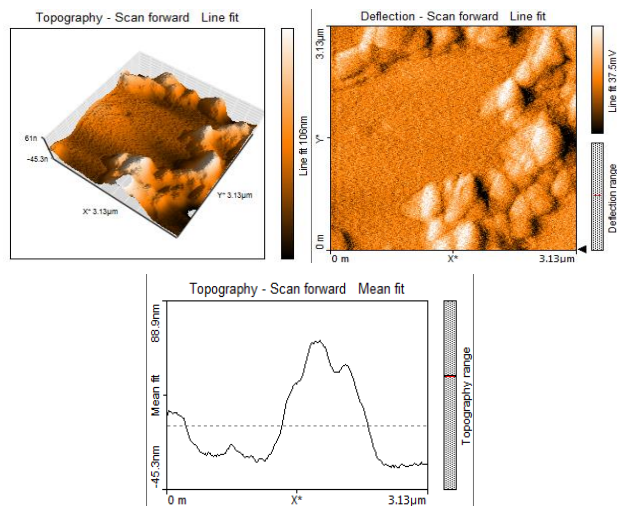 Topography - Scan forward Line fit
61n
-45.3n
X* 3.13µm
Y* 3.13µm
Line fit 106nm
Deflection - Scan forward Line fit
3.13µm
Y*
0 m
0 m X* 3.13µm
Line fit 37.5mV
Deflection range
Topography - Scan forward Mean fit
88.9nm
Mean fit
-45.3nm
0 m X* 3.13µm
Topography range